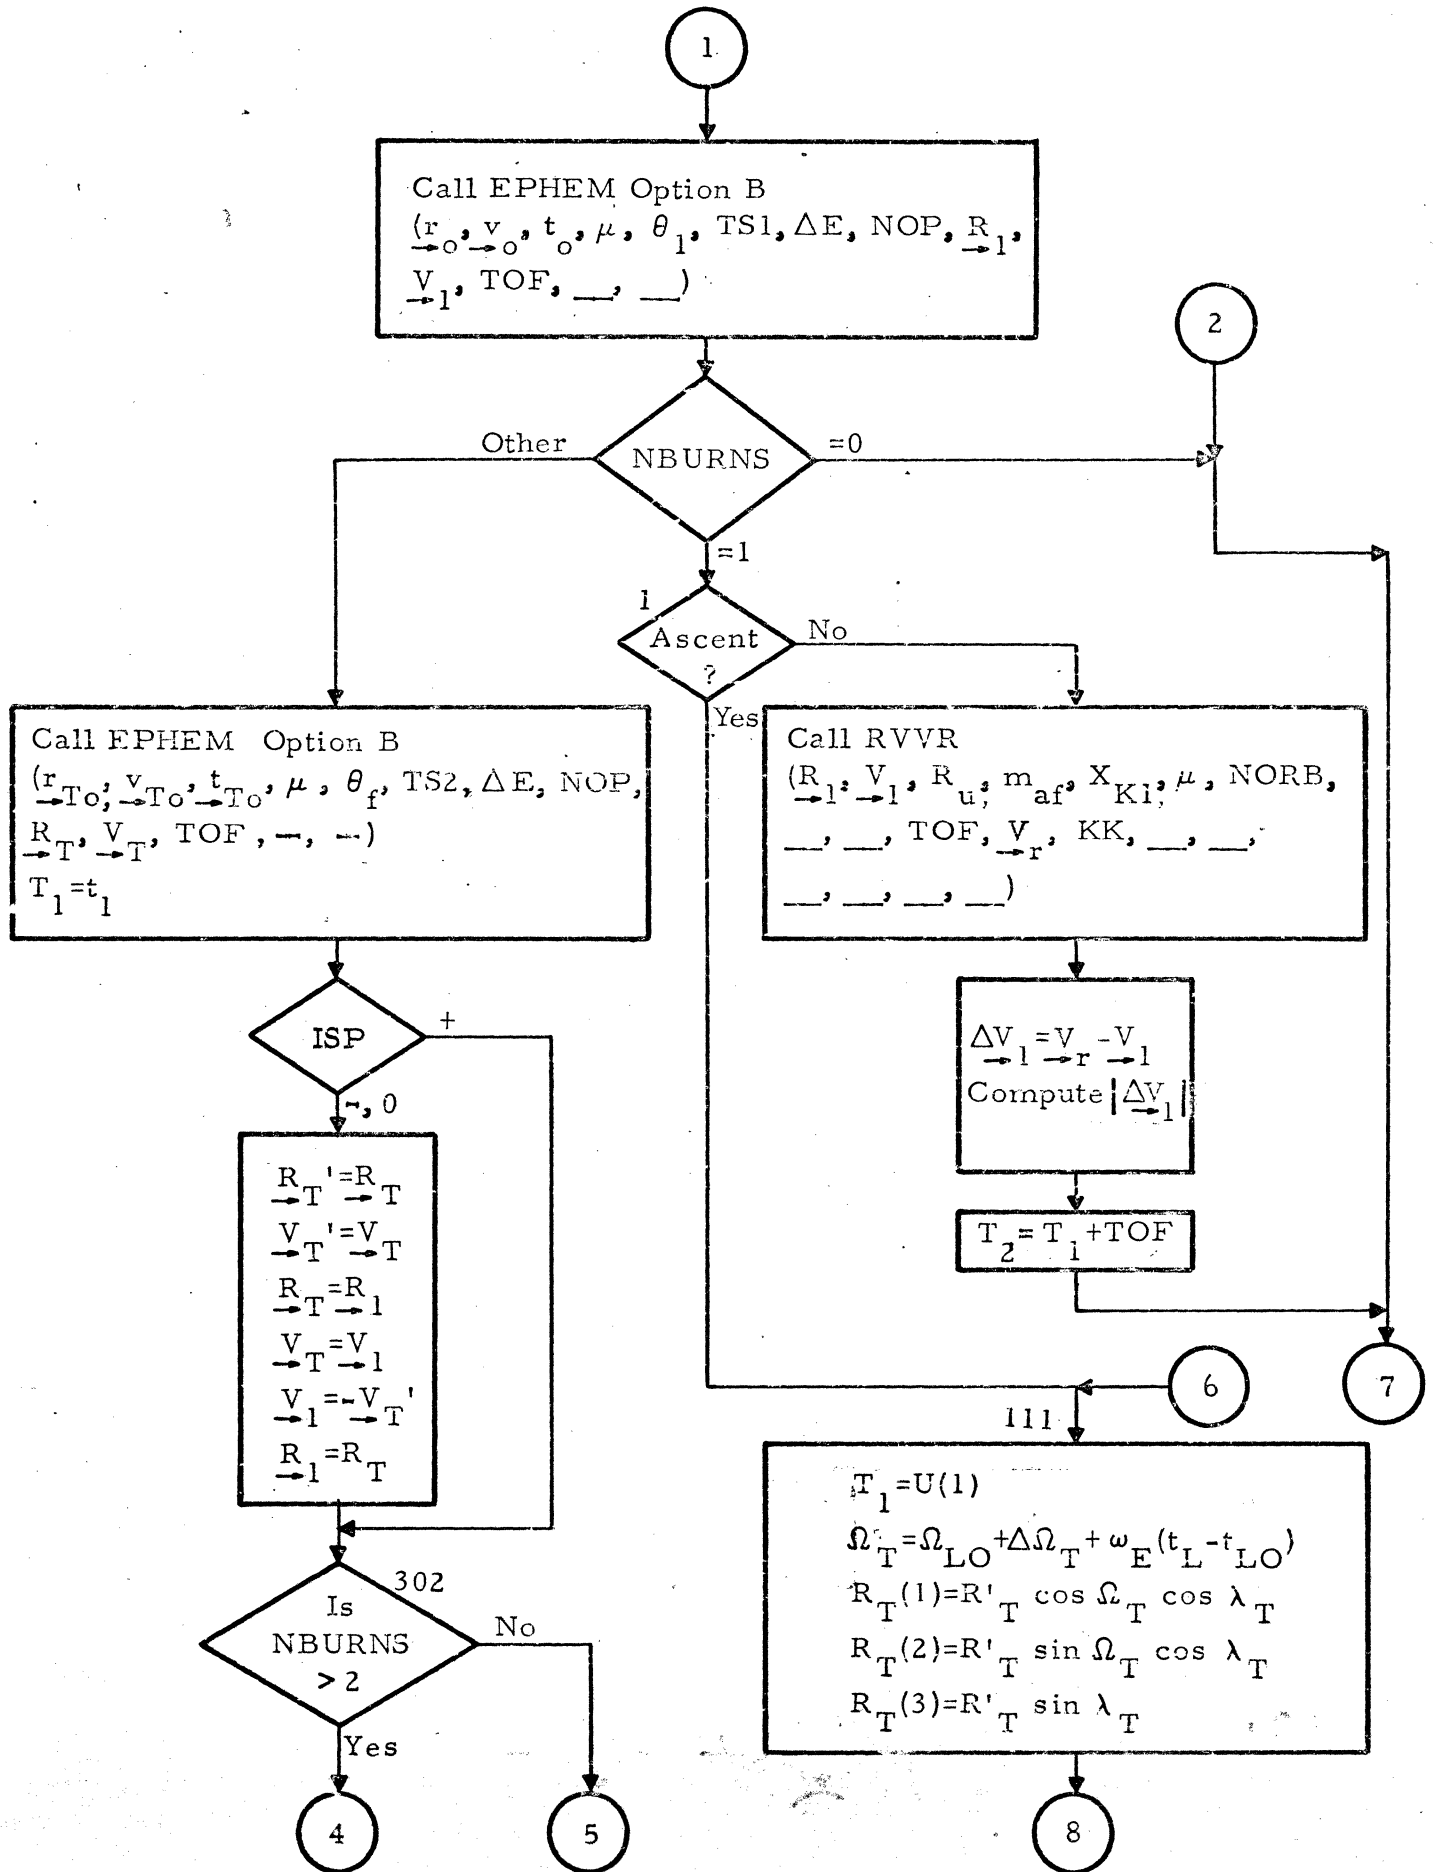 1
Call EPHEM Option B
(r_o, v_o, t_o, μ, θ_1, TS1, ΔE, NOP, R_1,
V_1, TOF, __, __)
2
Other
NBURNS
=0
=1
1
Ascent
?
No
Yes
Call EPHEM Option B
(r_To, v_To, t_To, μ, θ_f, TS2, ΔE, NOP,
R_T, V_T, TOF, —, —)
T_1=t_1
Call RVVR
(R_1, V_1, R_u, m_af, X_K1, μ, NORB,
__, __, TOF, V_r, KK, __, __,
__, __, __, __)
ISP
+
-, 0
ΔV_1=V_r-V_1
Compute |ΔV_1|
R_T'=R_T
V_T'=V_T
R_T=R_1
V_T=V_1
V_1=-V_T'
R_1=R_T
T_2=T_1+TOF
6
7
111
T_1=U(1)
Ω_T=Ω_LO+ΔΩ_T+ω_E(t_L-t_LO)
R_T(1)=R'_T cos Ω_T cos λ_T
R_T(2)=R'_T sin Ω_T cos λ_T
R_T(3)=R'_T sin λ_T
302
Is
NBURNS
>2
No
Yes
4
5
8